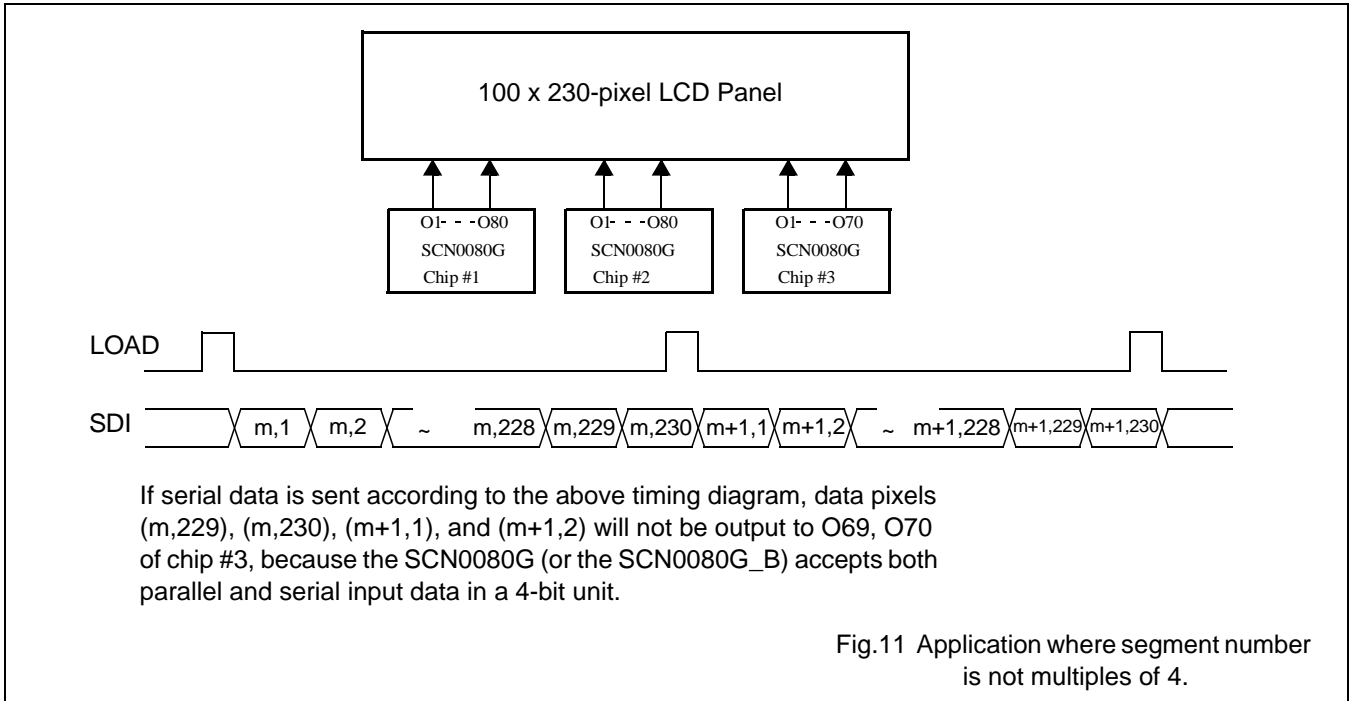 100 x 230-pixel LCD Panel
O1- - -O80
SCN0080G
Chip #1
O1- - -O80
SCN0080G
Chip #2
O1- - -O70
SCN0080G
Chip #3
LOAD
SDI m,1 m,2 ~ m,228 m,229 m,230 m+1,1 m+1,2 ~ m+1,228 m+1,229 m+1,230
If serial data is sent according to the above timing diagram, data pixels
(m,229), (m,230), (m+1,1), and (m+1,2) will not be output to O69, O70
of chip #3, because the SCN0080G (or the SCN0080G_B) accepts both
parallel and serial input data in a 4-bit unit.
Fig.11 Application where segment number
is not multiples of 4.